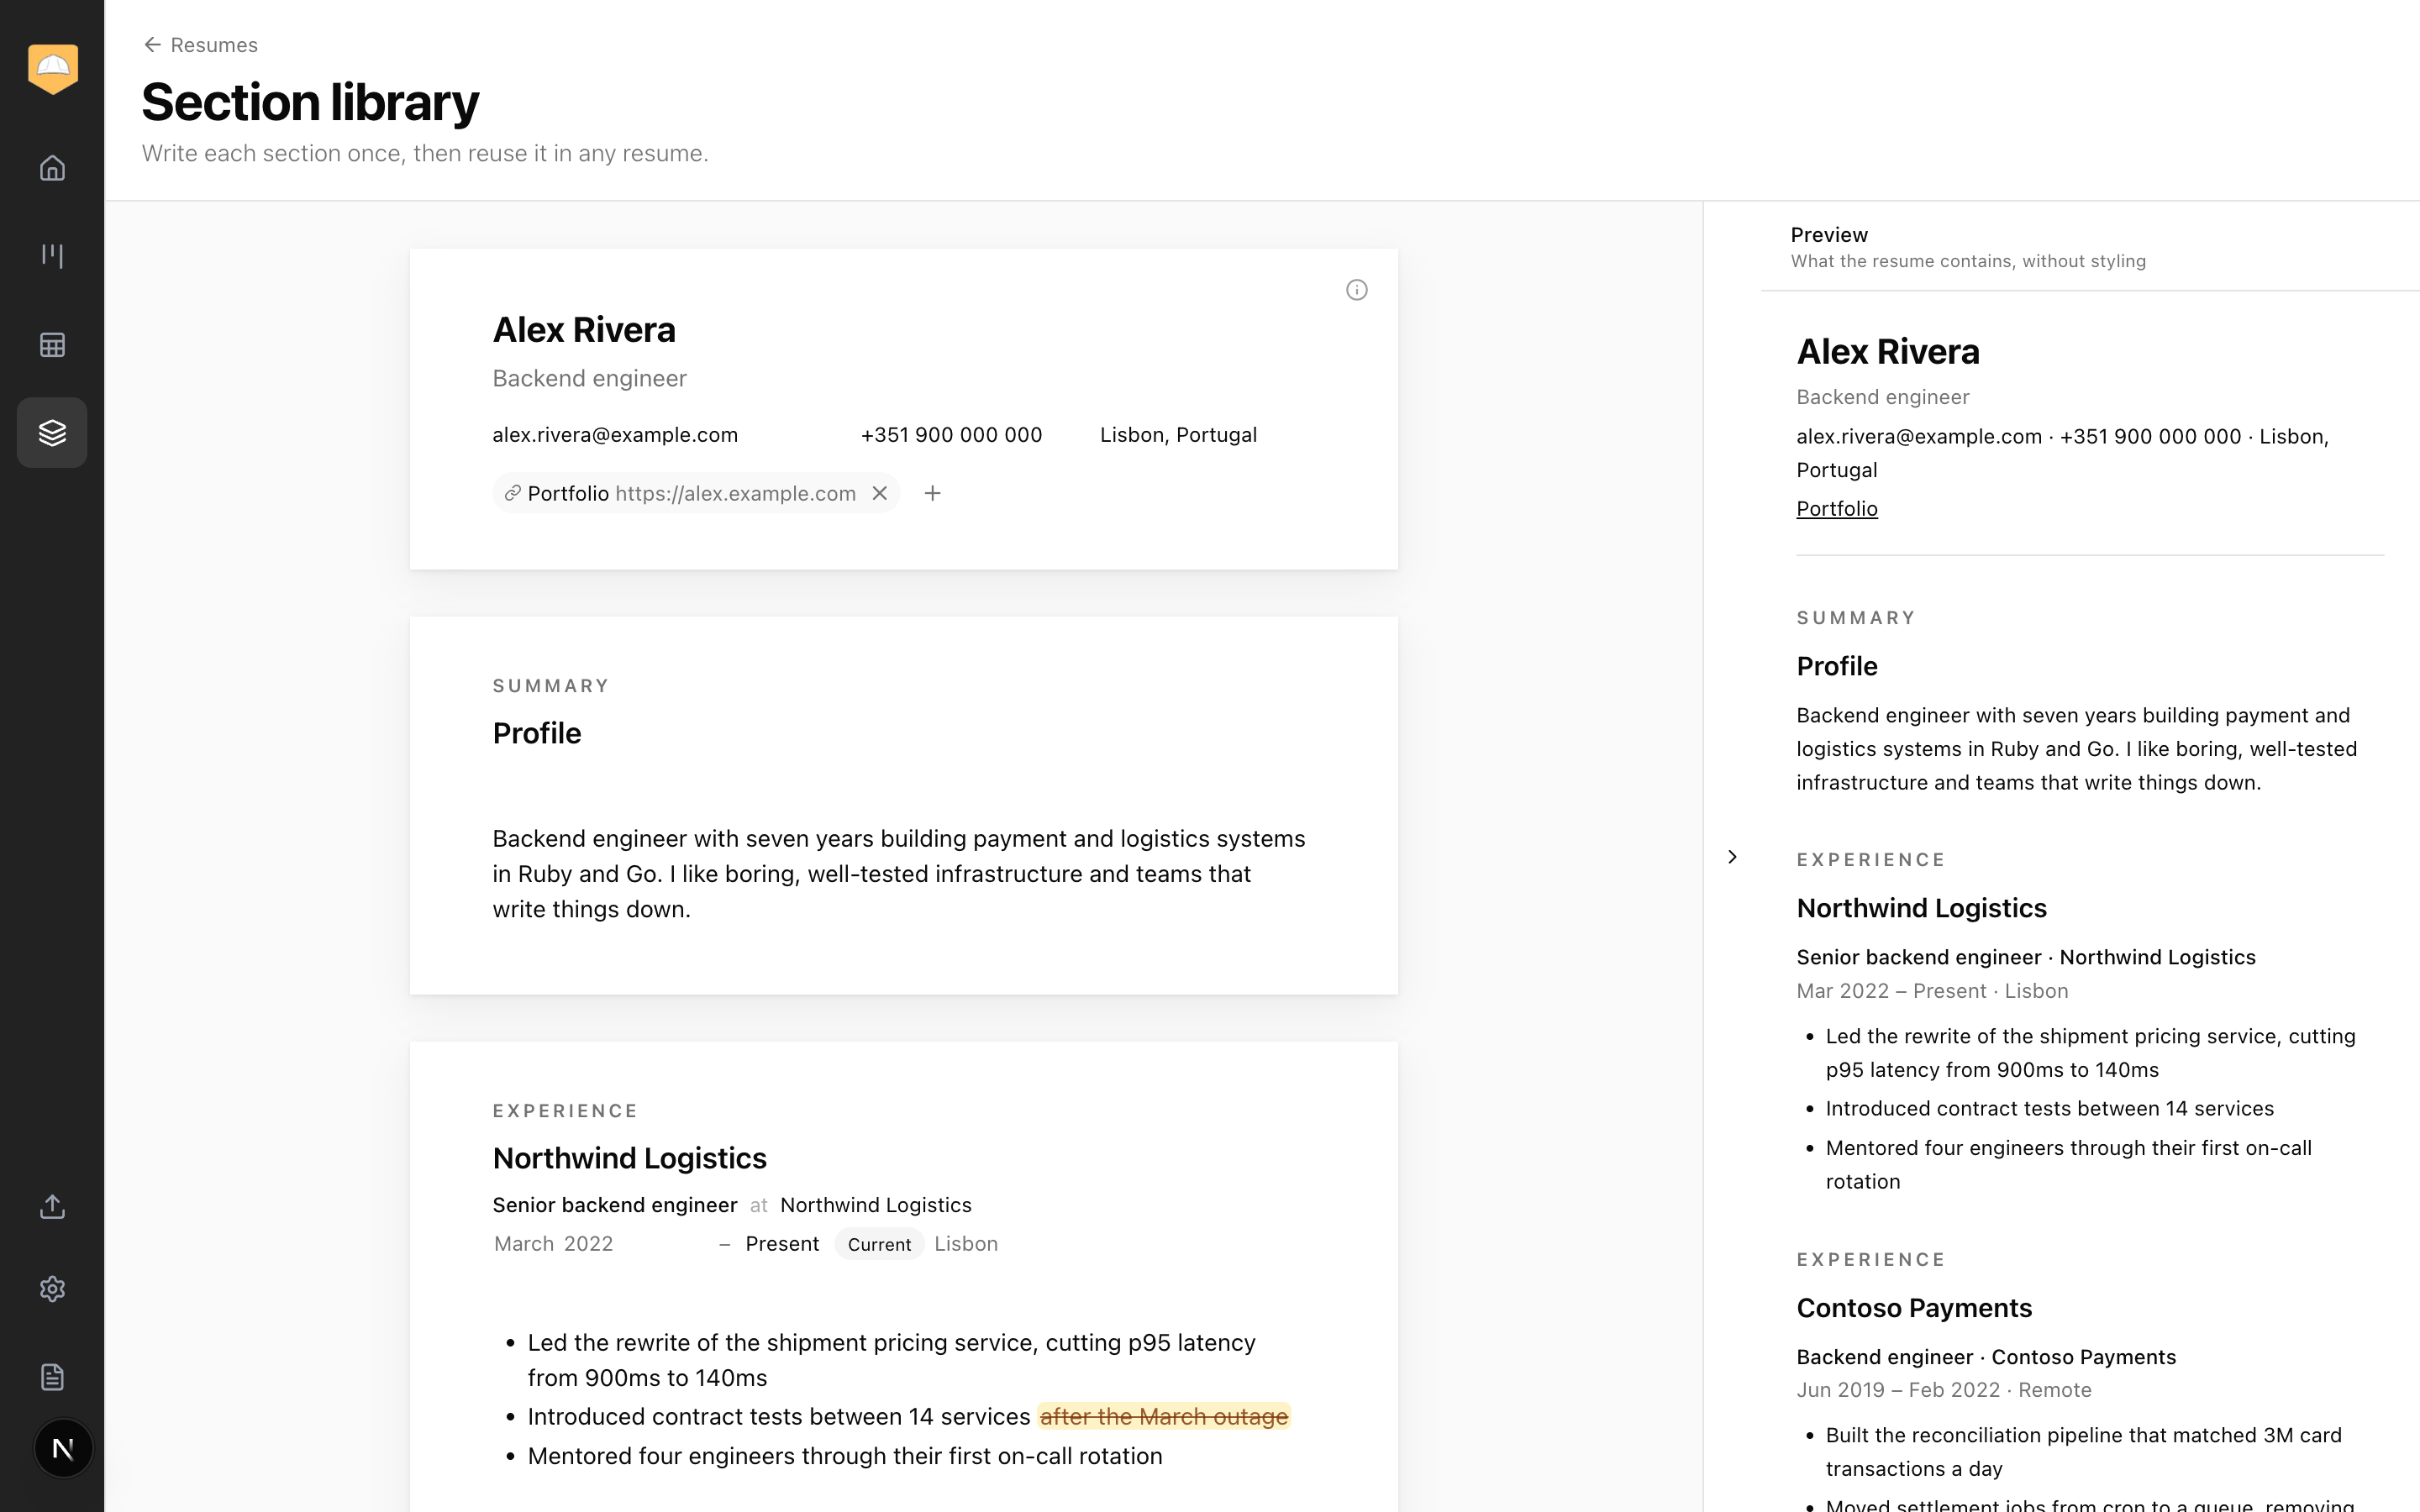 Resumes
Section library
Write each section once, then reuse it in any resume.
Alex Rivera
Backend engineer
alex.rivera@example.com +351 900 000 000 Lisbon, Portugal
Portfolio https://alex.example.com
SUMMARY
Profile
Backend engineer with seven years building payment and logistics systems
in Ruby and Go. I like boring, well-tested infrastructure and teams that
write things down.
EXPERIENCE
Northwind Logistics
Senior backend engineer at Northwind Logistics
March 2022 – Present Current Lisbon
• Led the rewrite of the shipment pricing service, cutting p95 latency
from 900ms to 140ms
• Introduced contract tests between 14 services after the March outage
• Mentored four engineers through their first on-call rotation
Preview
What the resume contains, without styling
Alex Rivera
Backend engineer
alex.rivera@example.com · +351 900 000 000 · Lisbon,
Portugal
Portfolio
SUMMARY
Profile
Backend engineer with seven years building payment and
logistics systems in Ruby and Go. I like boring, well-tested
infrastructure and teams that write things down.
EXPERIENCE
Northwind Logistics
Senior backend engineer · Northwind Logistics
Mar 2022 – Present · Lisbon
• Led the rewrite of the shipment pricing service, cutting
p95 latency from 900ms to 140ms
• Introduced contract tests between 14 services
• Mentored four engineers through their first on-call
rotation
EXPERIENCE
Contoso Payments
Backend engineer · Contoso Payments
Jun 2019 – Feb 2022 · Remote
• Built the reconciliation pipeline that matched 3M card
transactions a day
• Moved settlement jobs from cron to a queue, removing
N